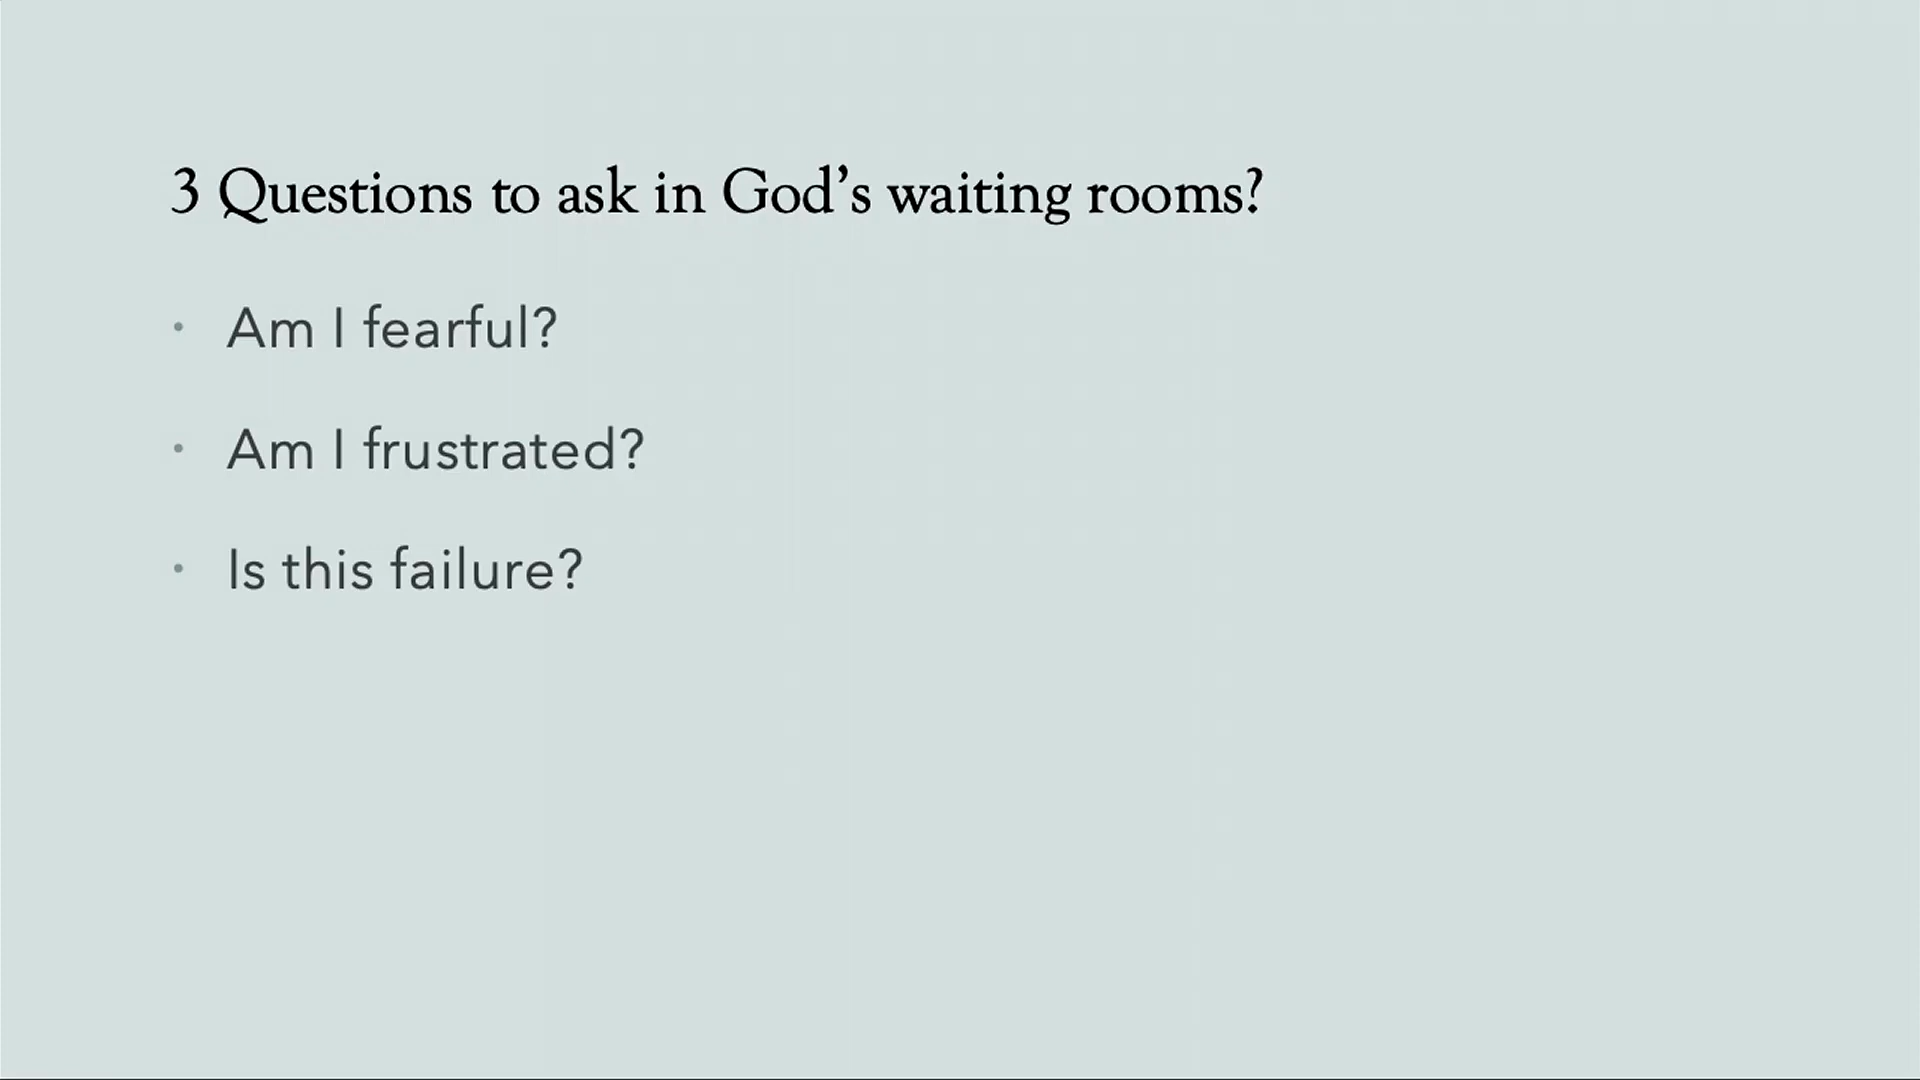 3 Questions to ask in God’s waiting rooms?
• Am I fearful?
• Am I frustrated?
• Is this failure?